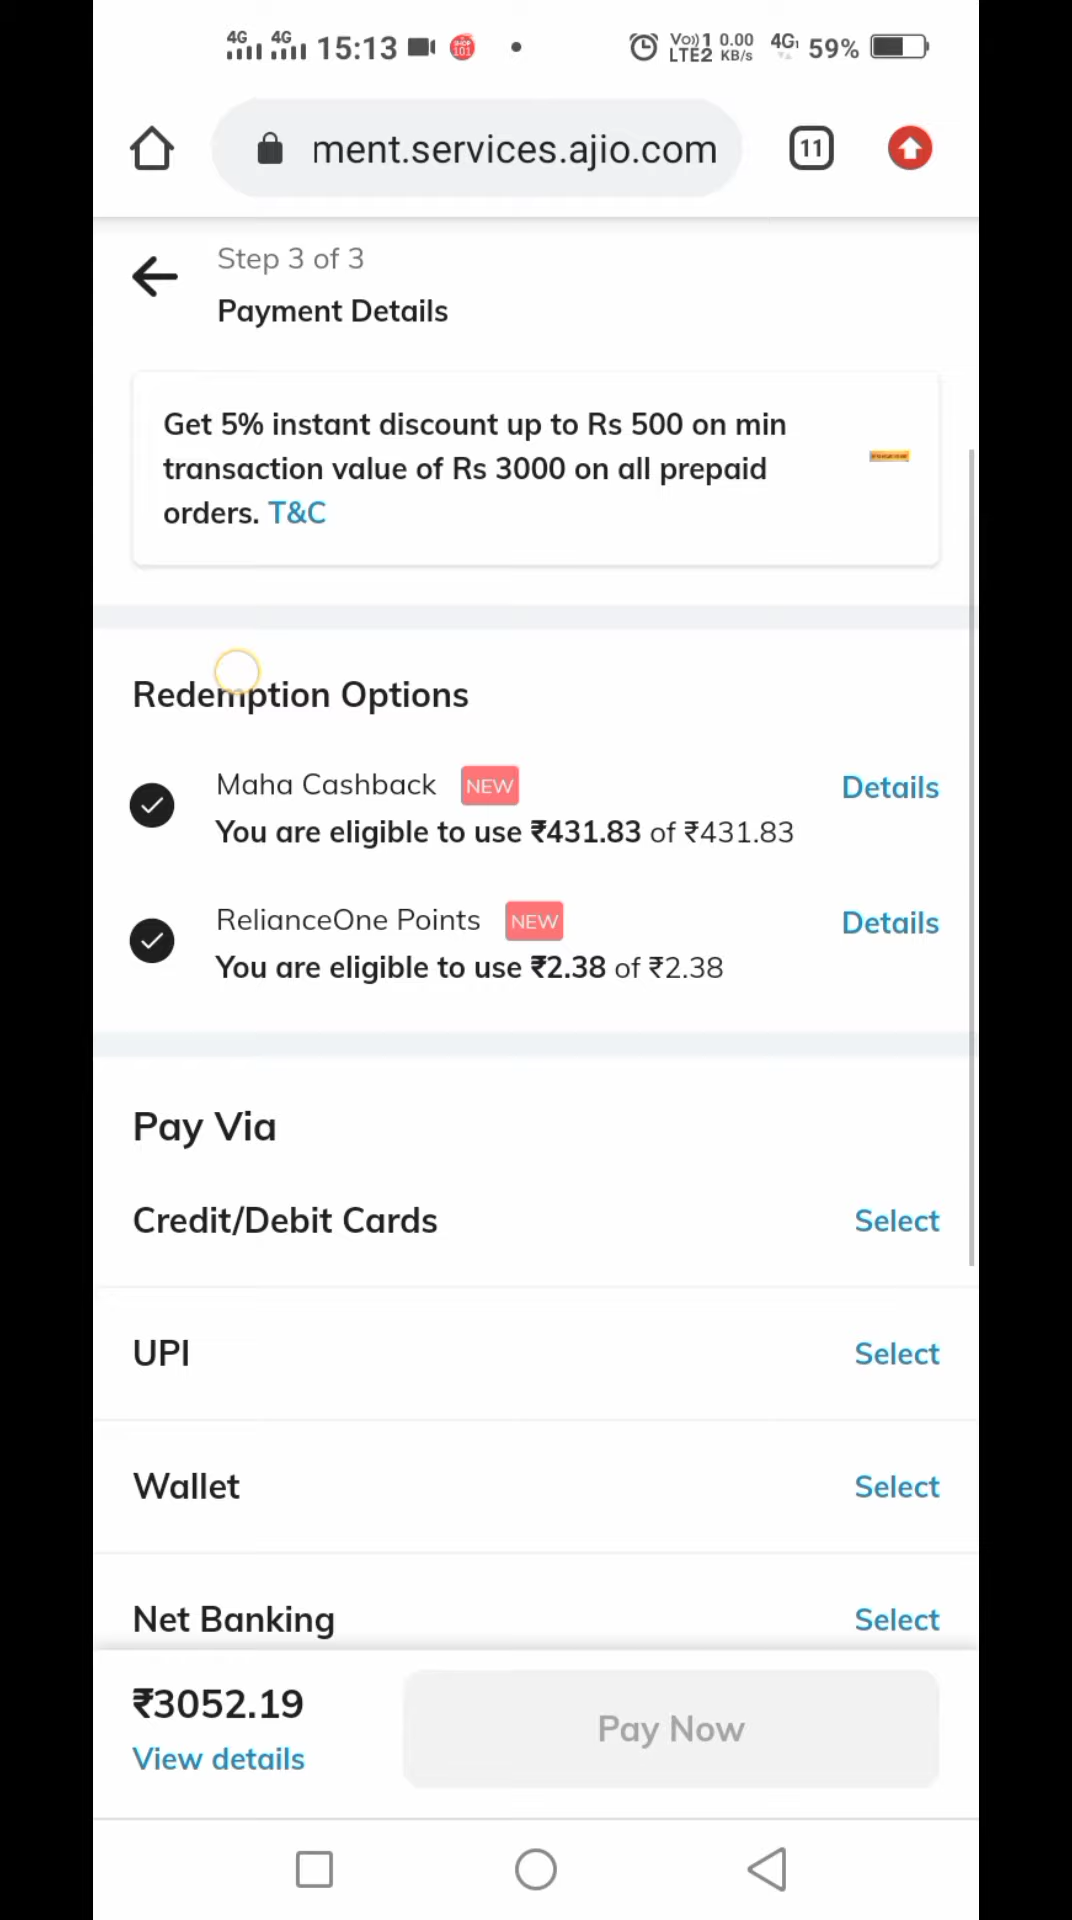 4G 4G 15:13 SHOP 101 Vo)) 1 LTE2 0.00 KB/s 4G 59%
ment.services.ajio.com 11
Step 3 of 3
Payment Details
Get 5% instant discount up to Rs 500 on min
transaction value of Rs 3000 on all prepaid
orders. T&C
Redemption Options
Maha Cashback NEW Details
You are eligible to use ₹431.83 of ₹431.83
RelianceOne Points NEW Details
You are eligible to use ₹2.38 of ₹2.38
Pay Via
Credit/Debit Cards Select
UPI Select
Wallet Select
Net Banking Select
₹3052.19 Pay Now
View details